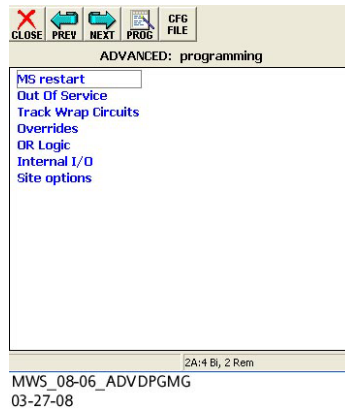 CLOSE PREV NEXT PROG CFG FILE
ADVANCED: programming
MS restart
Out Of Service
Track Wrap Circuits
Overrides
OR Logic
Internal I/O
Site options
2A:4 Bi, 2 Rem
MWS_08-06_ADVDPGMG
03-27-08